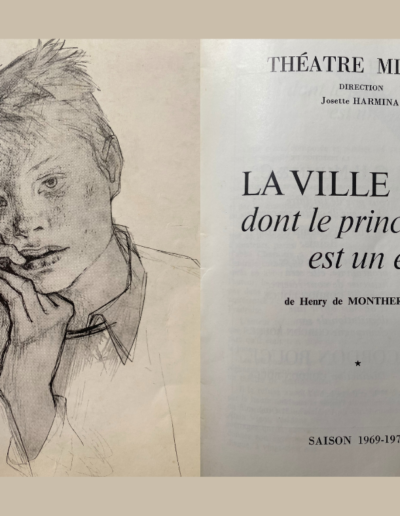 THÉATRE MI
DIRECTION
Josette HARMINA
LA VILLE
dont le princ
est un e
de Henry de MONTHER
★
SAISON 1969-197